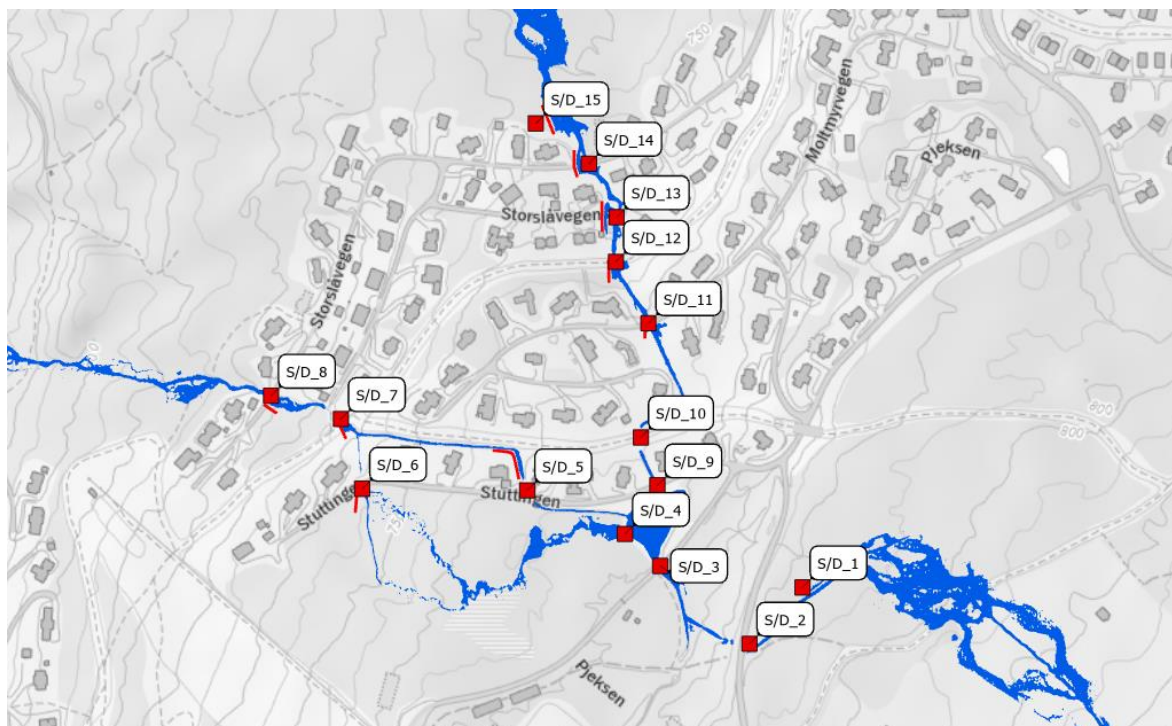 750
Moltmyrvegen
Pjeksen
S/D_15
S/D_14
S/D_13
Storslåvegen
S/D_12
S/D_11
Storslåvegen
S/D_8
S/D_7
S/D_10
800
800
S/D_6
S/D_5
S/D_9
Stuttingen
Stuttingen
S/D_4
S/D_3
S/D_1
S/D_2
Pjeksen